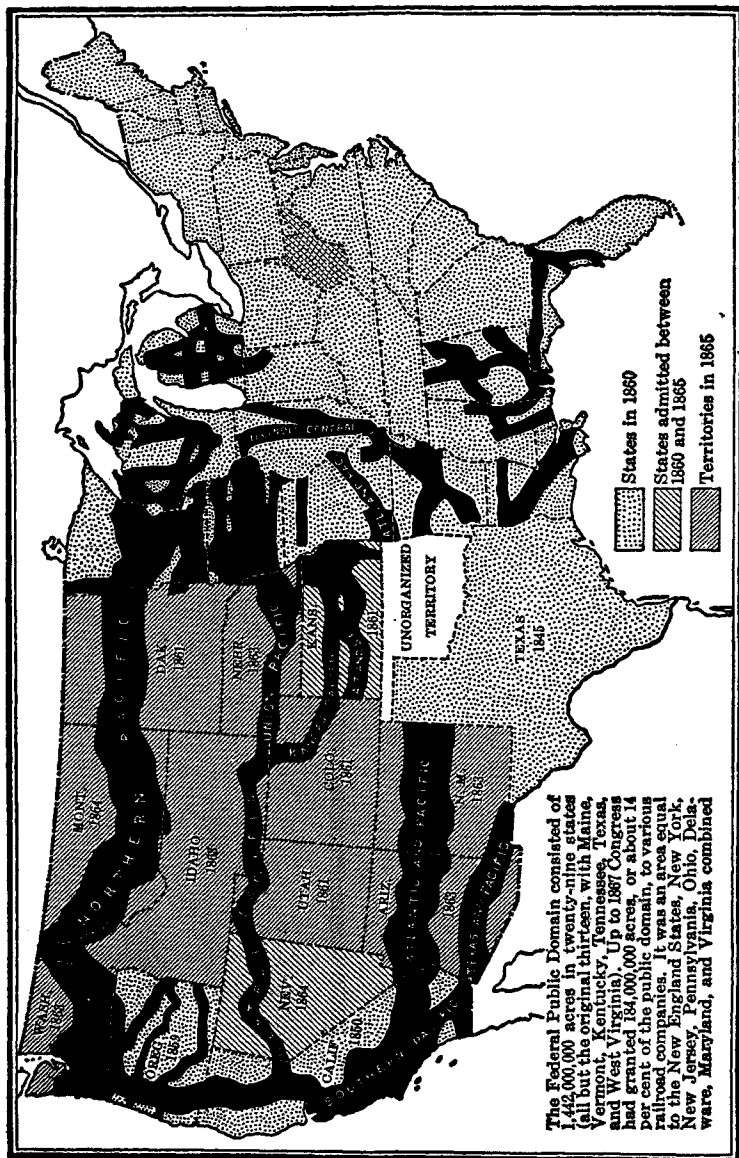 WASH.
MONT.
1864
NORTHERN PACIFIC
DAK.
1861
IDAHO
1863
OREG.
NEBR.
UNION PACIFIC
NEV.
1864
UTAH
1861
COLO.
1861
KANS.
1861
KANSAS
CALIF.
ARIZ.
1863
N.M.
ATLANTIC AND PACIFIC
SOUTHERN PACIFIC
TEXAS AND PACIFIC
ILLINOIS CENTRAL
UNORGANIZED
TERRITORY
TEXAS
1845
The Federal Public Domain consisted of
1,442,000,000 acres in twenty-nine states
(all but the original thirteen, with Maine,
Vermont, Kentucky, Tennessee, Texas,
and West Virginia). Up to 1867 Congress
had granted 184,000,000 acres, or about 14
per cent of the public domain, to various
railroad companies. It was an area equal
to the New England States, New York,
New Jersey, Pennsylvania, Ohio, Dela-
ware, Maryland, and Virginia combined
States in 1860
States admitted between
1860 and 1865
Territories in 1865